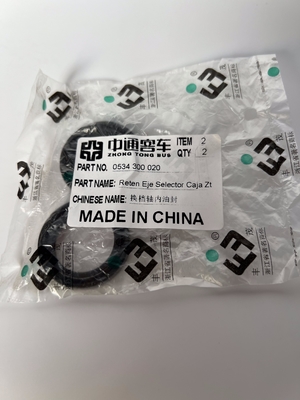 中通客车
ZHONG TONG BUS
ITEM 2
QTY 2
PART NO: 0534 300 020
PART NAME: Reten Eje Selector Caja Zt
CHINESE NAME: 换档轴内油封
MADE IN CHINA